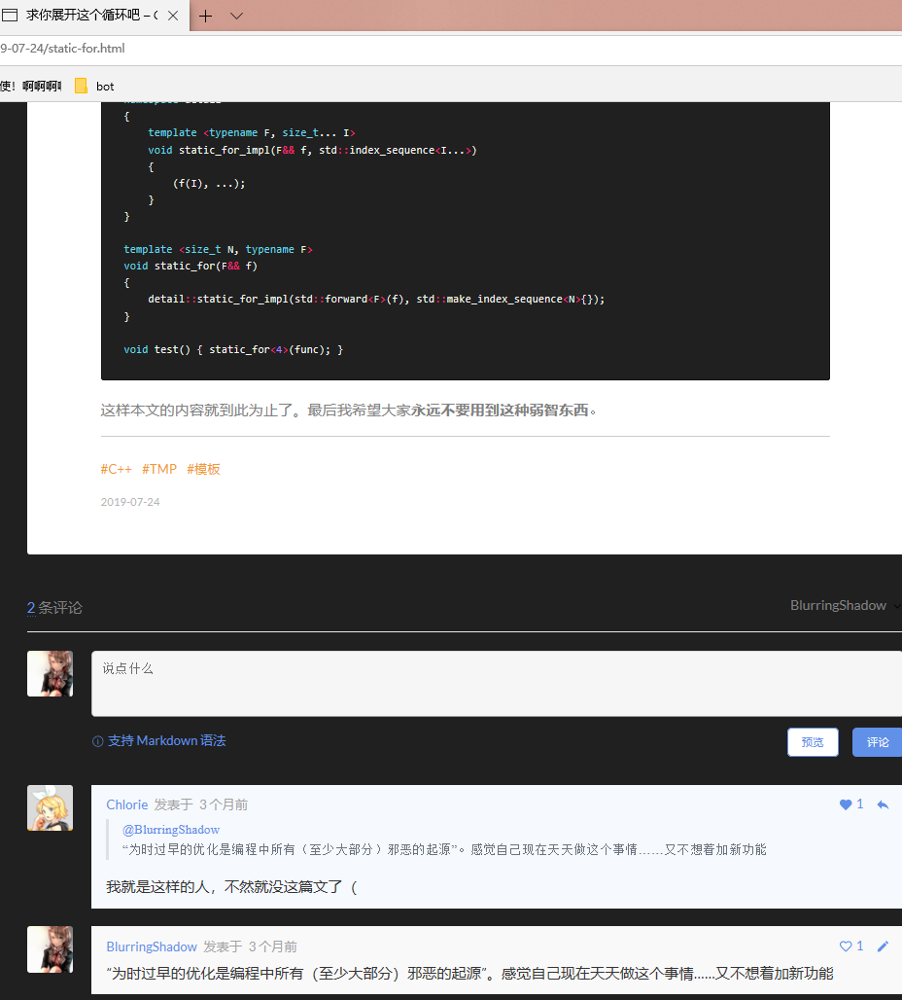 求你展开这个循环吧 – C
9-07-24/static-for.html
使！啊啊啊
bot
{
template <typename F, size_t... I>
void static_for_impl(F&& f, std::index_sequence<I...>)
{
(f(I), ...);
}
}
template <size_t N, typename F>
void static_for(F&& f)
{
detail::static_for_impl(std::forward<F>(f), std::make_index_sequence<N>{});
}
void test() { static_for<4>(func); }
这样本文的内容就到此为止了。最后我希望大家永远不要用到这种弱智东西。
#C++ #TMP #模板
2019-07-24
2 条评论
BlurringShadow
说点什么
支持 Markdown 语法
预览
评论
Chlorie 发表于 3 个月前
1
@BlurringShadow
“为时过早的优化是编程中所有（至少大部分）邪恶的起源”。感觉自己现在天天做这个事情……又不想着加新功能
我就是这样的人，不然就没这篇文了（
BlurringShadow 发表于 3 个月前
1
“为时过早的优化是编程中所有（至少大部分）邪恶的起源”。感觉自己现在天天做这个事情……又不想着加新功能